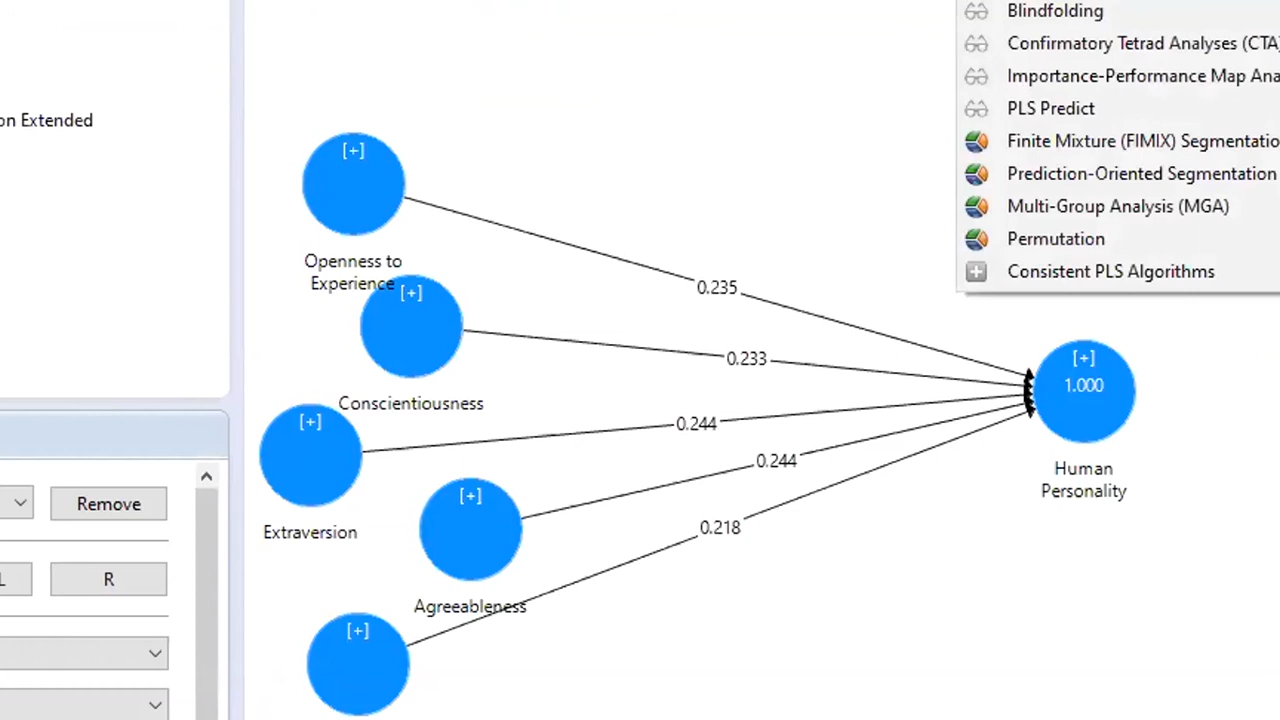 Blindfolding
Confirmatory Tetrad Analyses (CTA)
Importance-Performance Map Ana
PLS Predict
Finite Mixture (FIMIX) Segmentatio
Prediction-Oriented Segmentation
Multi-Group Analysis (MGA)
Permutation
Consistent PLS Algorithms
on Extended
[+]
Openness to
Experience
[+]
Conscientiousness
[+]
Extraversion
[+]
Agreeableness
[+]
0.235
0.233
0.244
0.244
0.218
[+]
1.000
Human
Personality
Remove
L
R